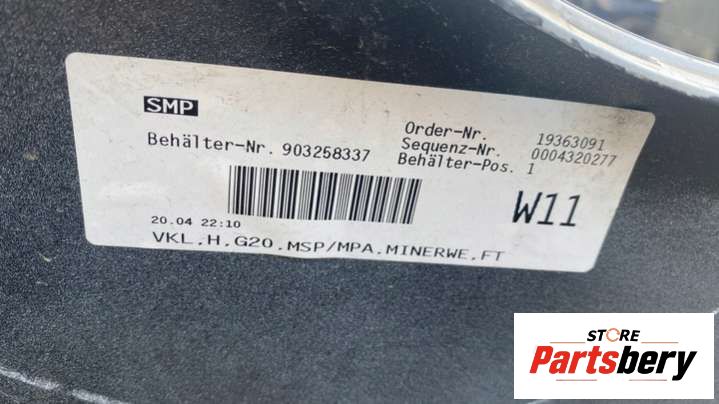 SMP
Order-Nr. 19363091
Behälter-Nr. 903258337 Sequenz-Nr. 0004320277
Behälter-Pos. 1
W11
20.04 22:10
VKL.H.G20.MSP/MPA.MINERWE.FT
STORE
Partsbery